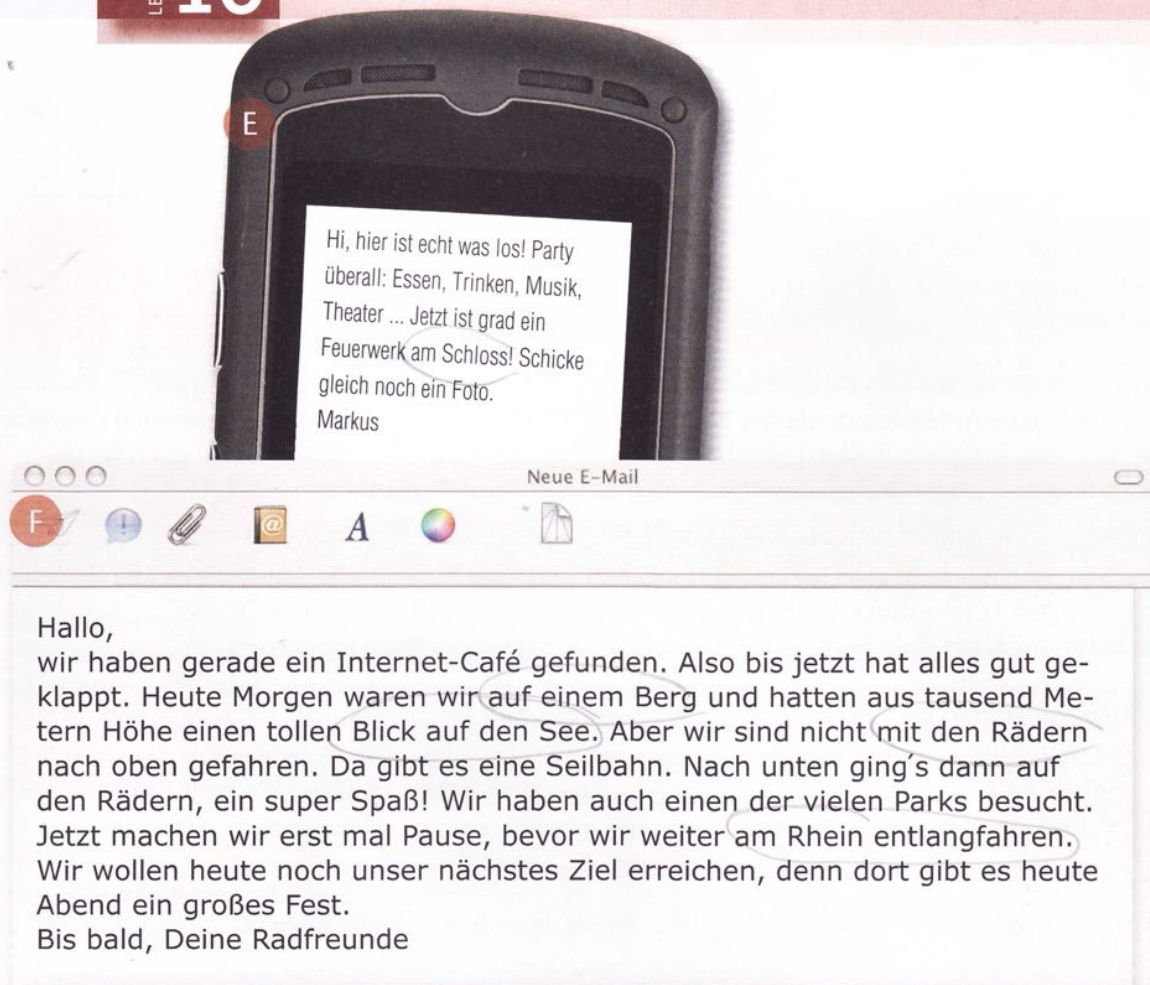 LE
10
E
Hi, hier ist echt was los! Party
überall: Essen, Trinken, Musik,
Theater ... Jetzt ist grad ein
Feuerwerk am Schloss! Schicke
gleich noch ein Foto.
Markus
Neue E-Mail
F
@
A
Hallo,
wir haben gerade ein Internet-Café gefunden. Also bis jetzt hat alles gut ge-
klappt. Heute Morgen waren wir auf einem Berg und hatten aus tausend Me-
tern Höhe einen tollen Blick auf den See. Aber wir sind nicht mit den Rädern
nach oben gefahren. Da gibt es eine Seilbahn. Nach unten ging´s dann auf
den Rädern, ein super Spaß! Wir haben auch einen der vielen Parks besucht.
Jetzt machen wir erst mal Pause, bevor wir weiter am Rhein entlangfahren.
Wir wollen heute noch unser nächstes Ziel erreichen, denn dort gibt es heute
Abend ein großes Fest.
Bis bald, Deine Radfreunde